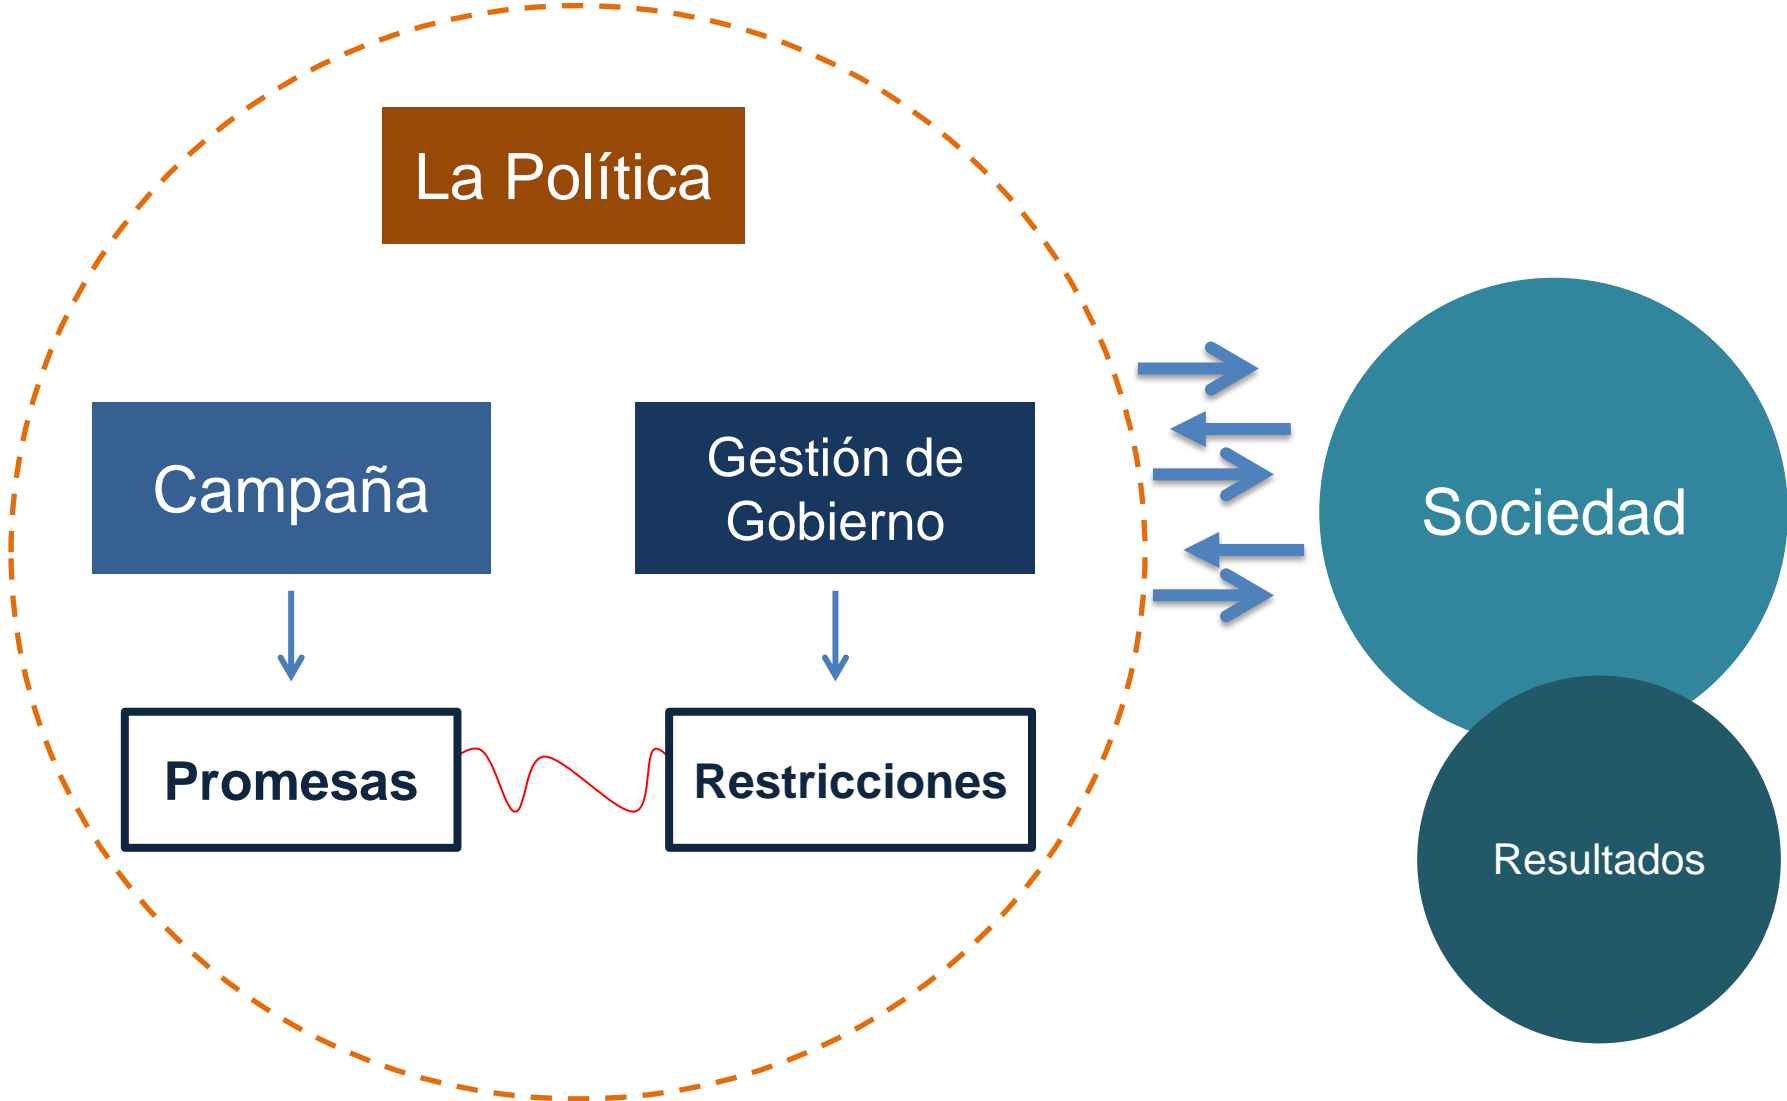 La Política
Campaña
Gestión de
Gobierno
Sociedad
Promesas
Restricciones
Resultados